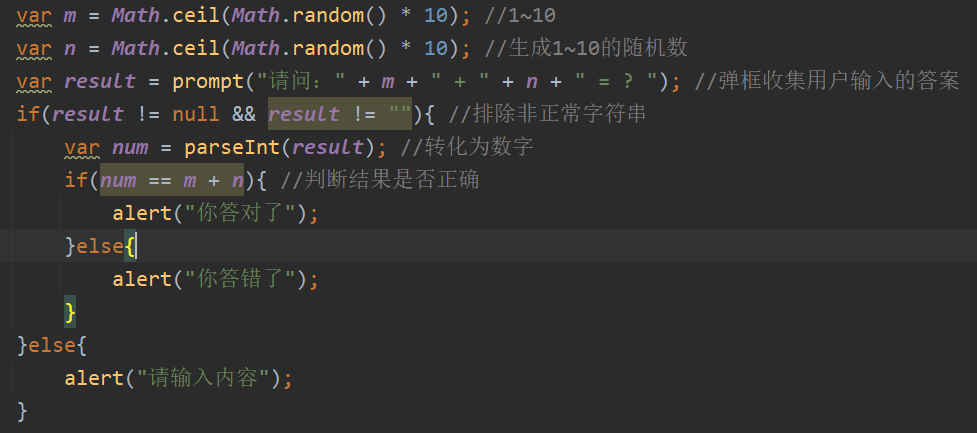 var m = Math.ceil(Math.random() * 10); //1~10
var n = Math.ceil(Math.random() * 10); //生成1~10的随机数
var result = prompt("请问：" + m + " + " + n + " = ? "); //弹框收集用户输入的答案
if(result != null && result != ""){ //排除非正常字符串
    var num = parseInt(result); //转化为数字
    if(num == m + n){ //判断结果是否正确
        alert("你答对了");
    }else{
        alert("你答错了");
    }
}else{
    alert("请输入内容");
}